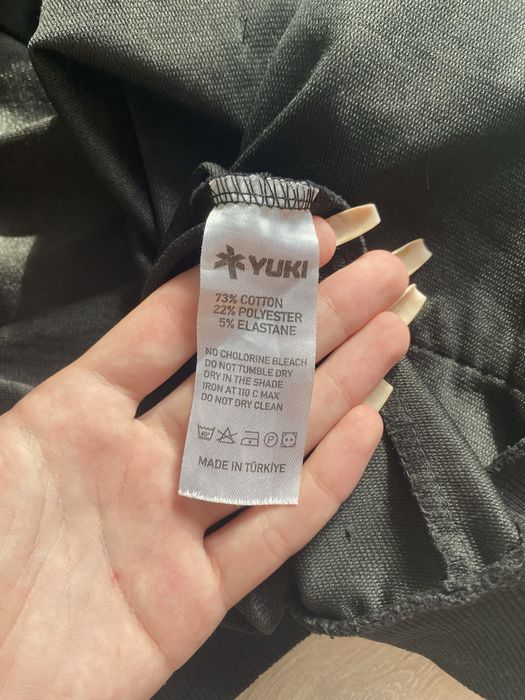 YUKI
73% COTTON
22% POLYESTER
5% ELASTANE
NO CHOLORINE BLEACH
DO NOT TUMBLE DRY
DRY IN THE SHADE
IRON AT 110 C MAX
DO NOT DRY CLEAN
40° P
MADE IN TÜRKİYE